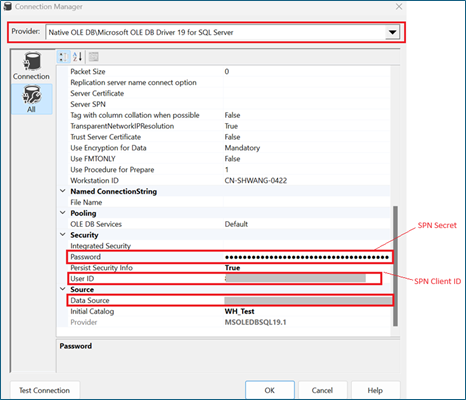 Connection Manager
Provider: Native OLE DB\Microsoft OLE DB Driver 19 for SQL Server
Connection
All
Packet Size 0
Replication server name connect option
Server Certificate
Server SPN
Tag with column collation when possible False
TransparentNetworkIPResolution True
Trust Server Certificate False
Use Encryption for Data Mandatory
Use FMTONLY False
Use Procedure for Prepare 1
Workstation ID CN-SHWANG-0422
Named ConnectionString
File Name
Pooling
OLE DB Services Default
Security
Integrated Security
Password ●●●●●●●●●●●●●●●●●●●●●●●●●●●●●●●●●●●●●●●●
SPN Secret
Persist Security Info True
User ID
SPN Client ID
Source
Data Source
Initial Catalog WH_Test
Provider MSOLEDBSQL19.1
Password
Test Connection OK Cancel Help